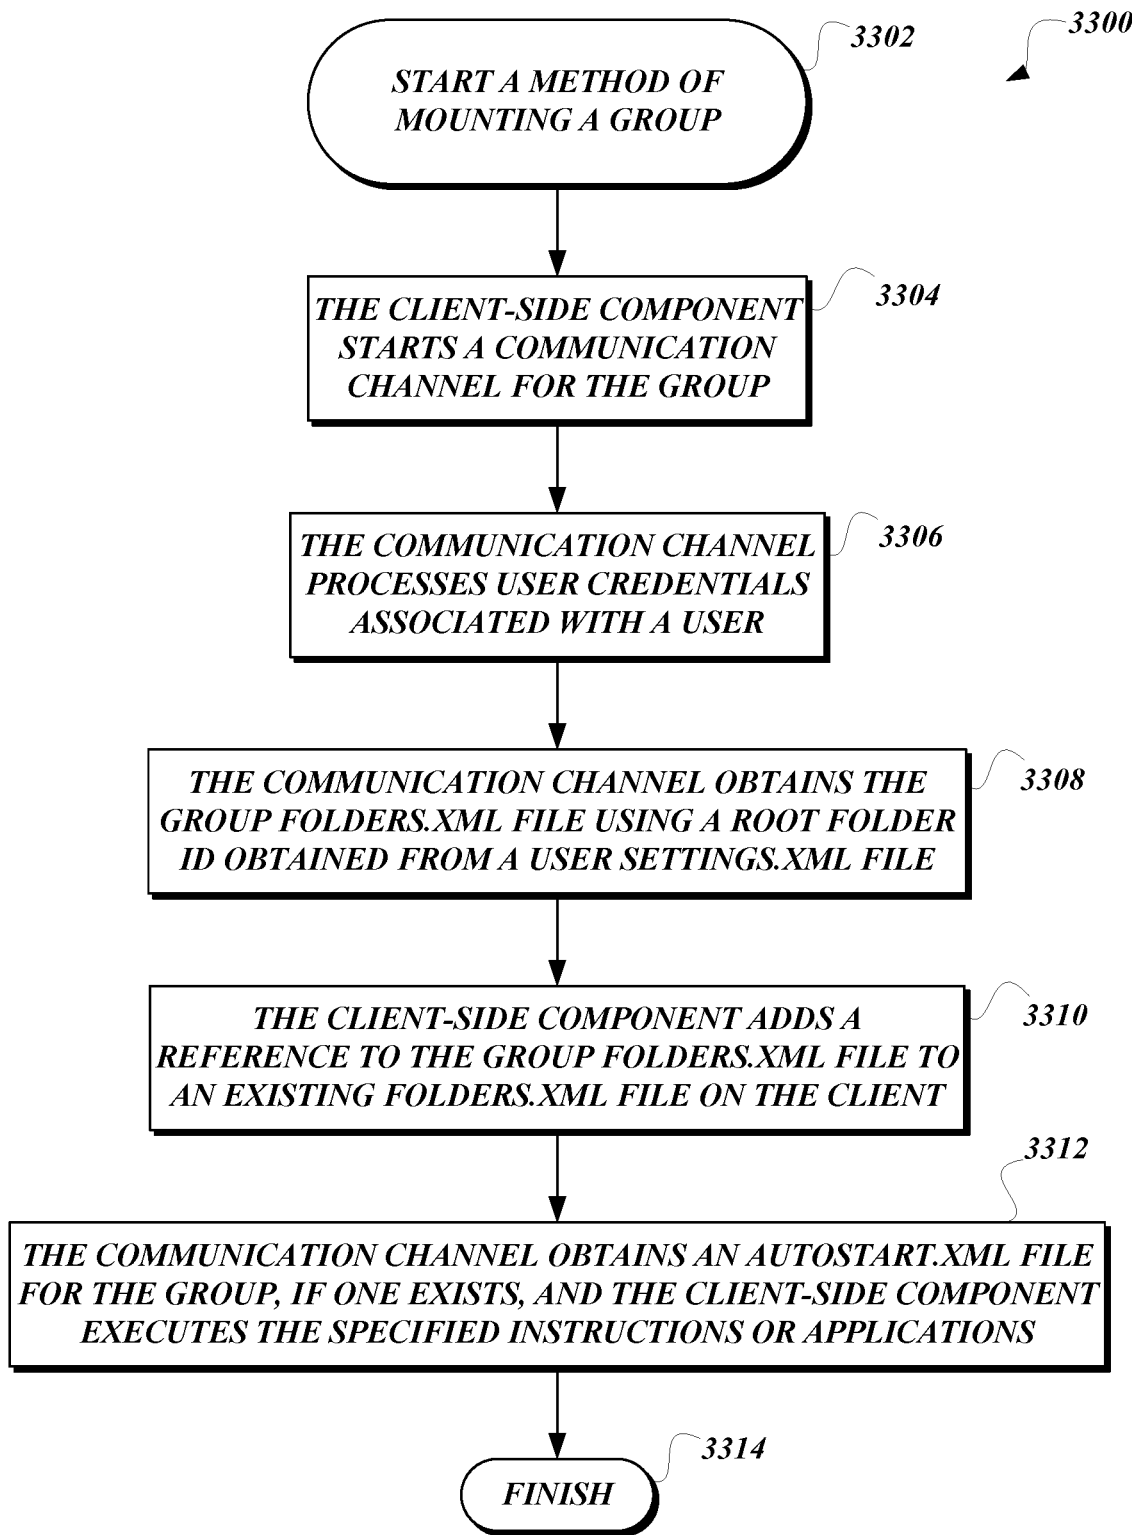 3300
3302
START A METHOD OF
MOUNTING A GROUP
3304
THE CLIENT-SIDE COMPONENT
STARTS A COMMUNICATION
CHANNEL FOR THE GROUP
3306
THE COMMUNICATION CHANNEL
PROCESSES USER CREDENTIALS
ASSOCIATED WITH A USER
3308
THE COMMUNICATION CHANNEL OBTAINS THE
GROUP FOLDERS.XML FILE USING A ROOT FOLDER
ID OBTAINED FROM A USER SETTINGS.XML FILE
3310
THE CLIENT-SIDE COMPONENT ADDS A
REFERENCE TO THE GROUP FOLDERS.XML FILE TO
AN EXISTING FOLDERS.XML FILE ON THE CLIENT
3312
THE COMMUNICATION CHANNEL OBTAINS AN AUTOSTART.XML FILE
FOR THE GROUP, IF ONE EXISTS, AND THE CLIENT-SIDE COMPONENT
EXECUTES THE SPECIFIED INSTRUCTIONS OR APPLICATIONS
3314
FINISH